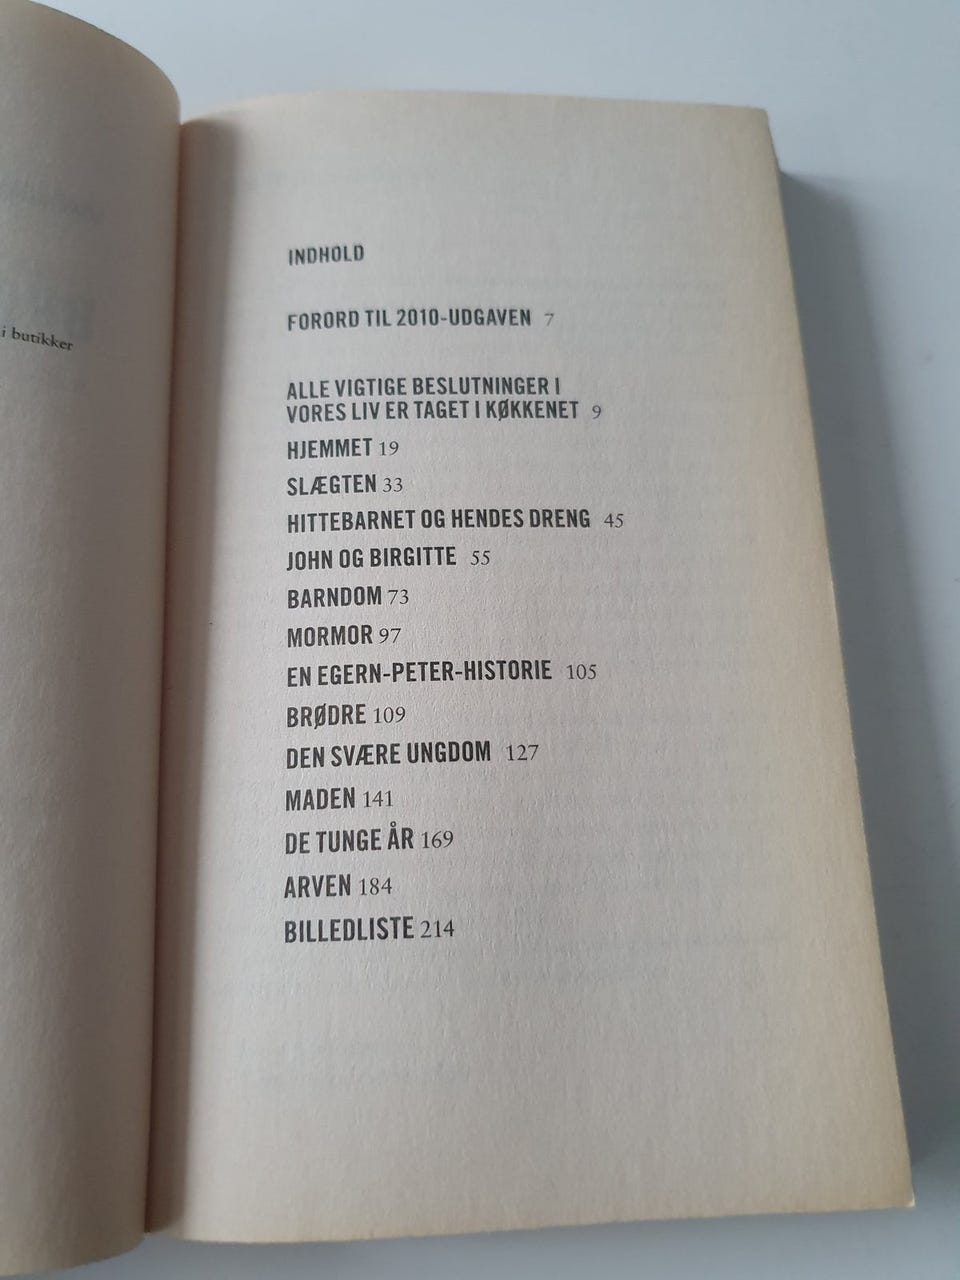 i butikker
INDHOLD
FORORD TIL 2010-UDGAVEN 7
ALLE VIGTIGE BESLUTNINGER I
VORES LIV ER TAGET I KØKKENET 9
HJEMMET 19
SLÆGTEN 33
HITTEBARNET OG HENDES DRENG 45
JOHN OG BIRGITTE 55
BARNDOM 73
MORMOR 97
EN EGERN-PETER-HISTORIE 105
BRØDRE 109
DEN SVÆRE UNGDOM 127
MADEN 141
DE TUNGE ÅR 169
ARVEN 184
BILLEDLISTE 214